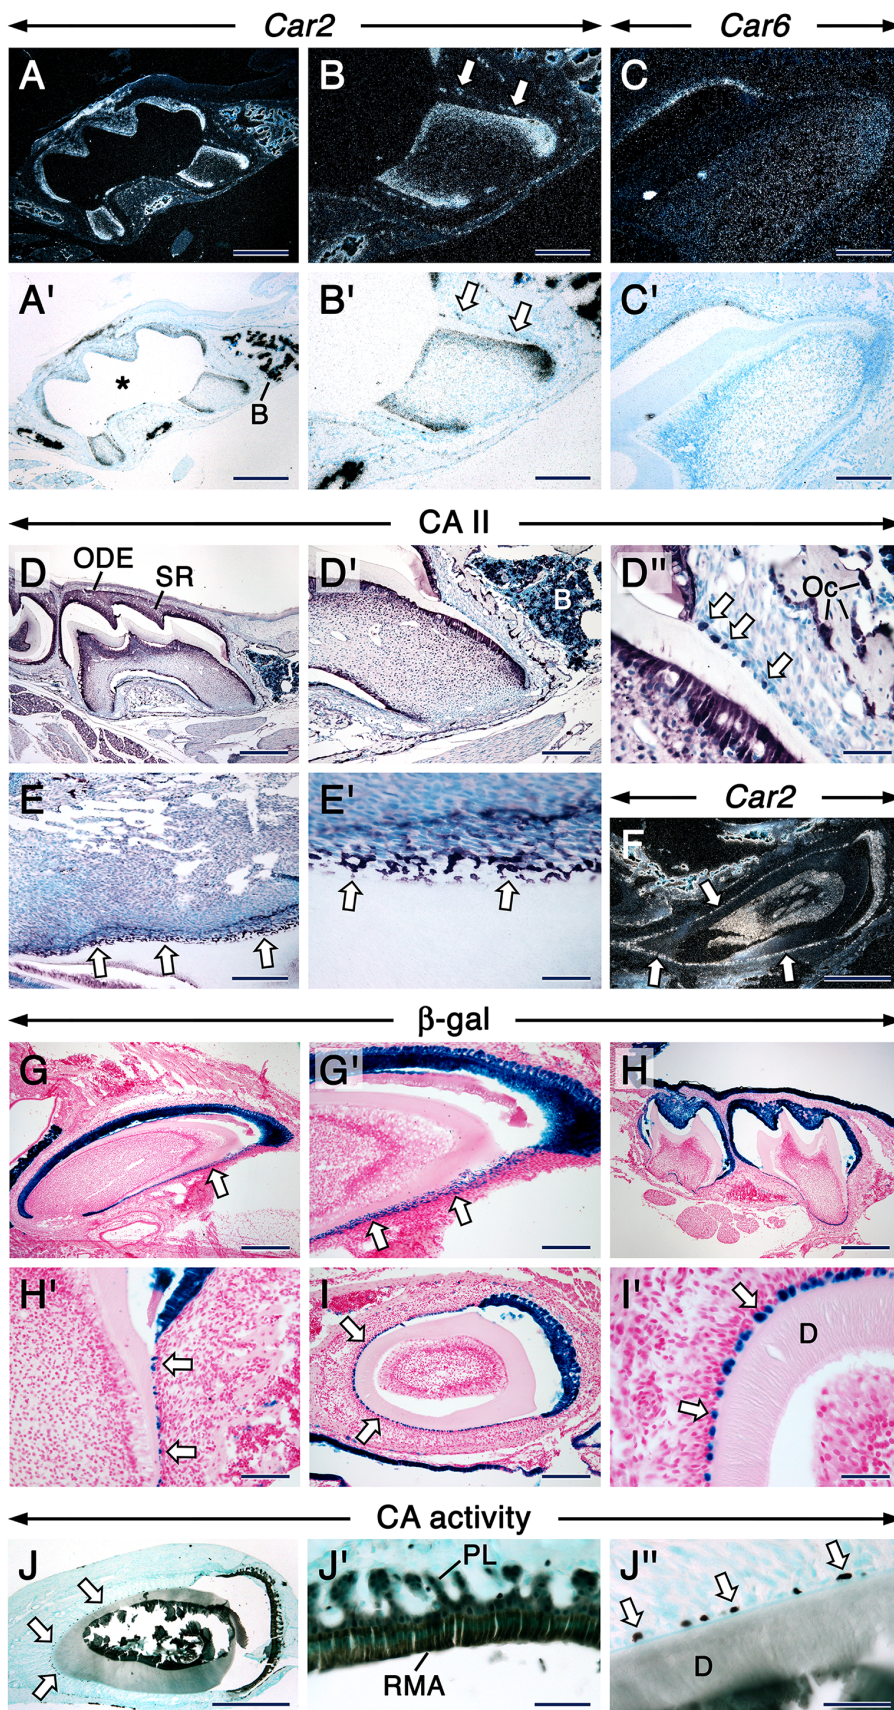 Car2 Car6
A B C
A' B' C'
*
B
CA II
D D' D"
ODE
SR
B
Oc
E E'
Car2
F
β-gal
G G' H
H' I I'
D
CA activity
J J' J"
PL
RMA
D